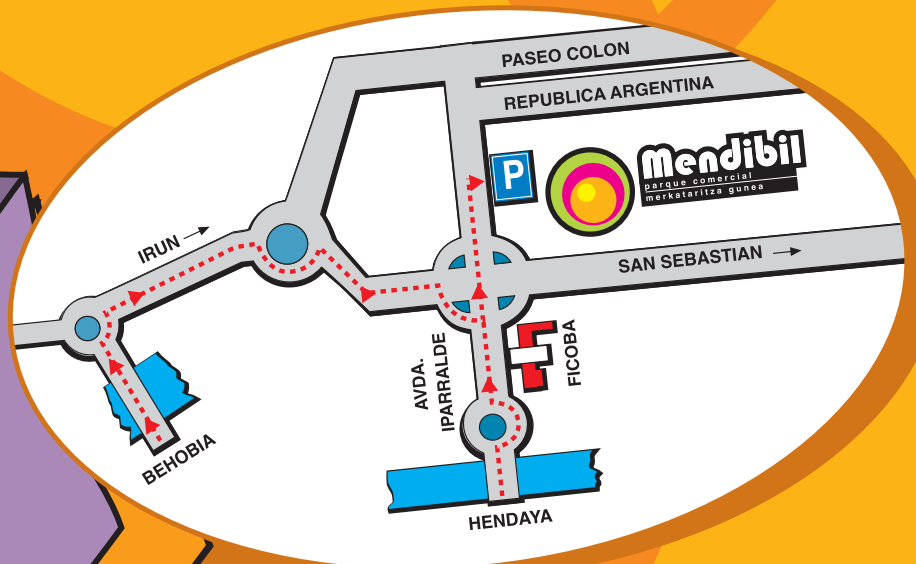 PASEO COLON
REPUBLICA ARGENTINA
P
Mendibil
parque comercial
merkataritza gunea
IRUN
SAN SEBASTIAN
AVDA.
IPARRALDE
FICOBA
BEHOBIA
HENDAYA